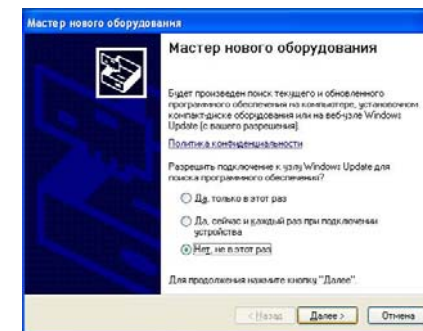 Мастер нового оборудования
Мастер нового оборудования
Будет произведен поиск текущего и обновленного
программного обеспечения на компьютере, установочном
компакт-диске оборудования или на веб-узле Windows
Update (с вашего разрешения).
Политика конфиденциальности
Разрешить подключение к узлу Windows Update для
поиска программного обеспечения?
Да, только в этот раз
Да, сейчас и каждый раз при подключении
устройства
Нет, не в этот раз
Для продолжения нажмите кнопку "Далее".
< Назад Далее > Отмена